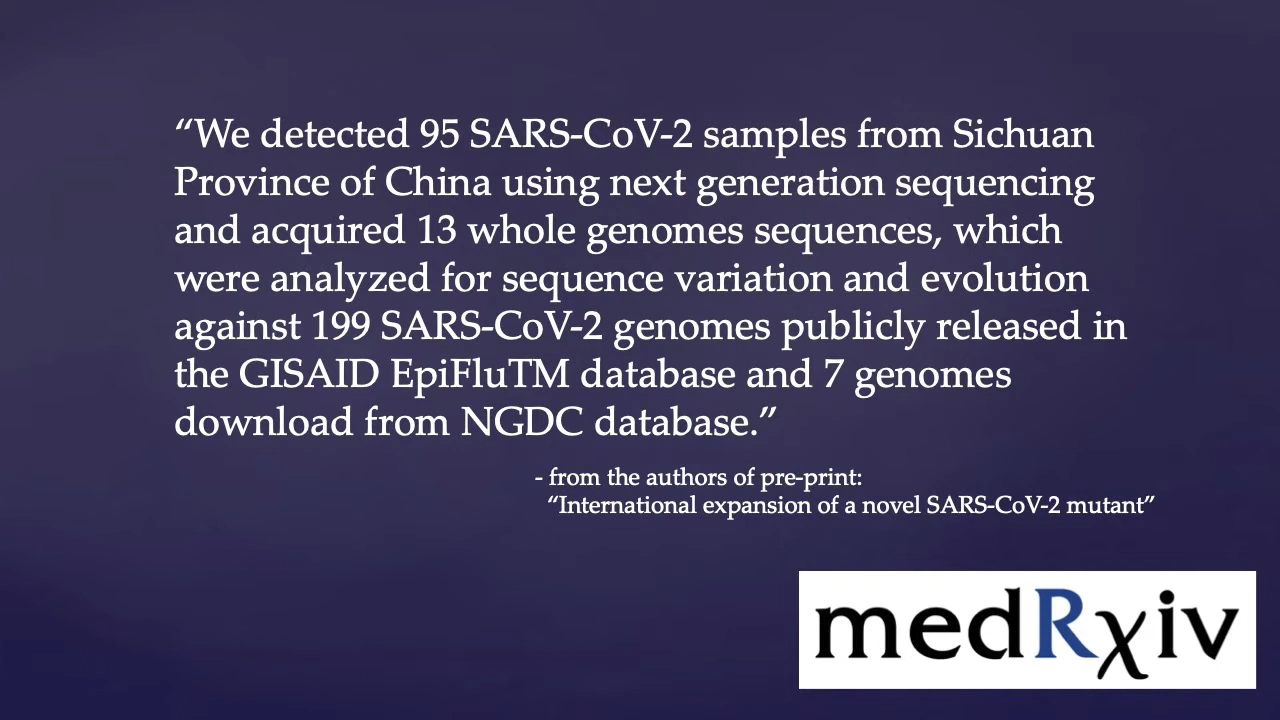 “We detected 95 SARS-CoV-2 samples from Sichuan
Province of China using next generation sequencing
and acquired 13 whole genomes sequences, which
were analyzed for sequence variation and evolution
against 199 SARS-CoV-2 genomes publicly released in
the GISAID EpiFluTM database and 7 genomes
download from NGDC database.”
- from the authors of pre-print:
“International expansion of a novel SARS-CoV-2 mutant”
medRχiv